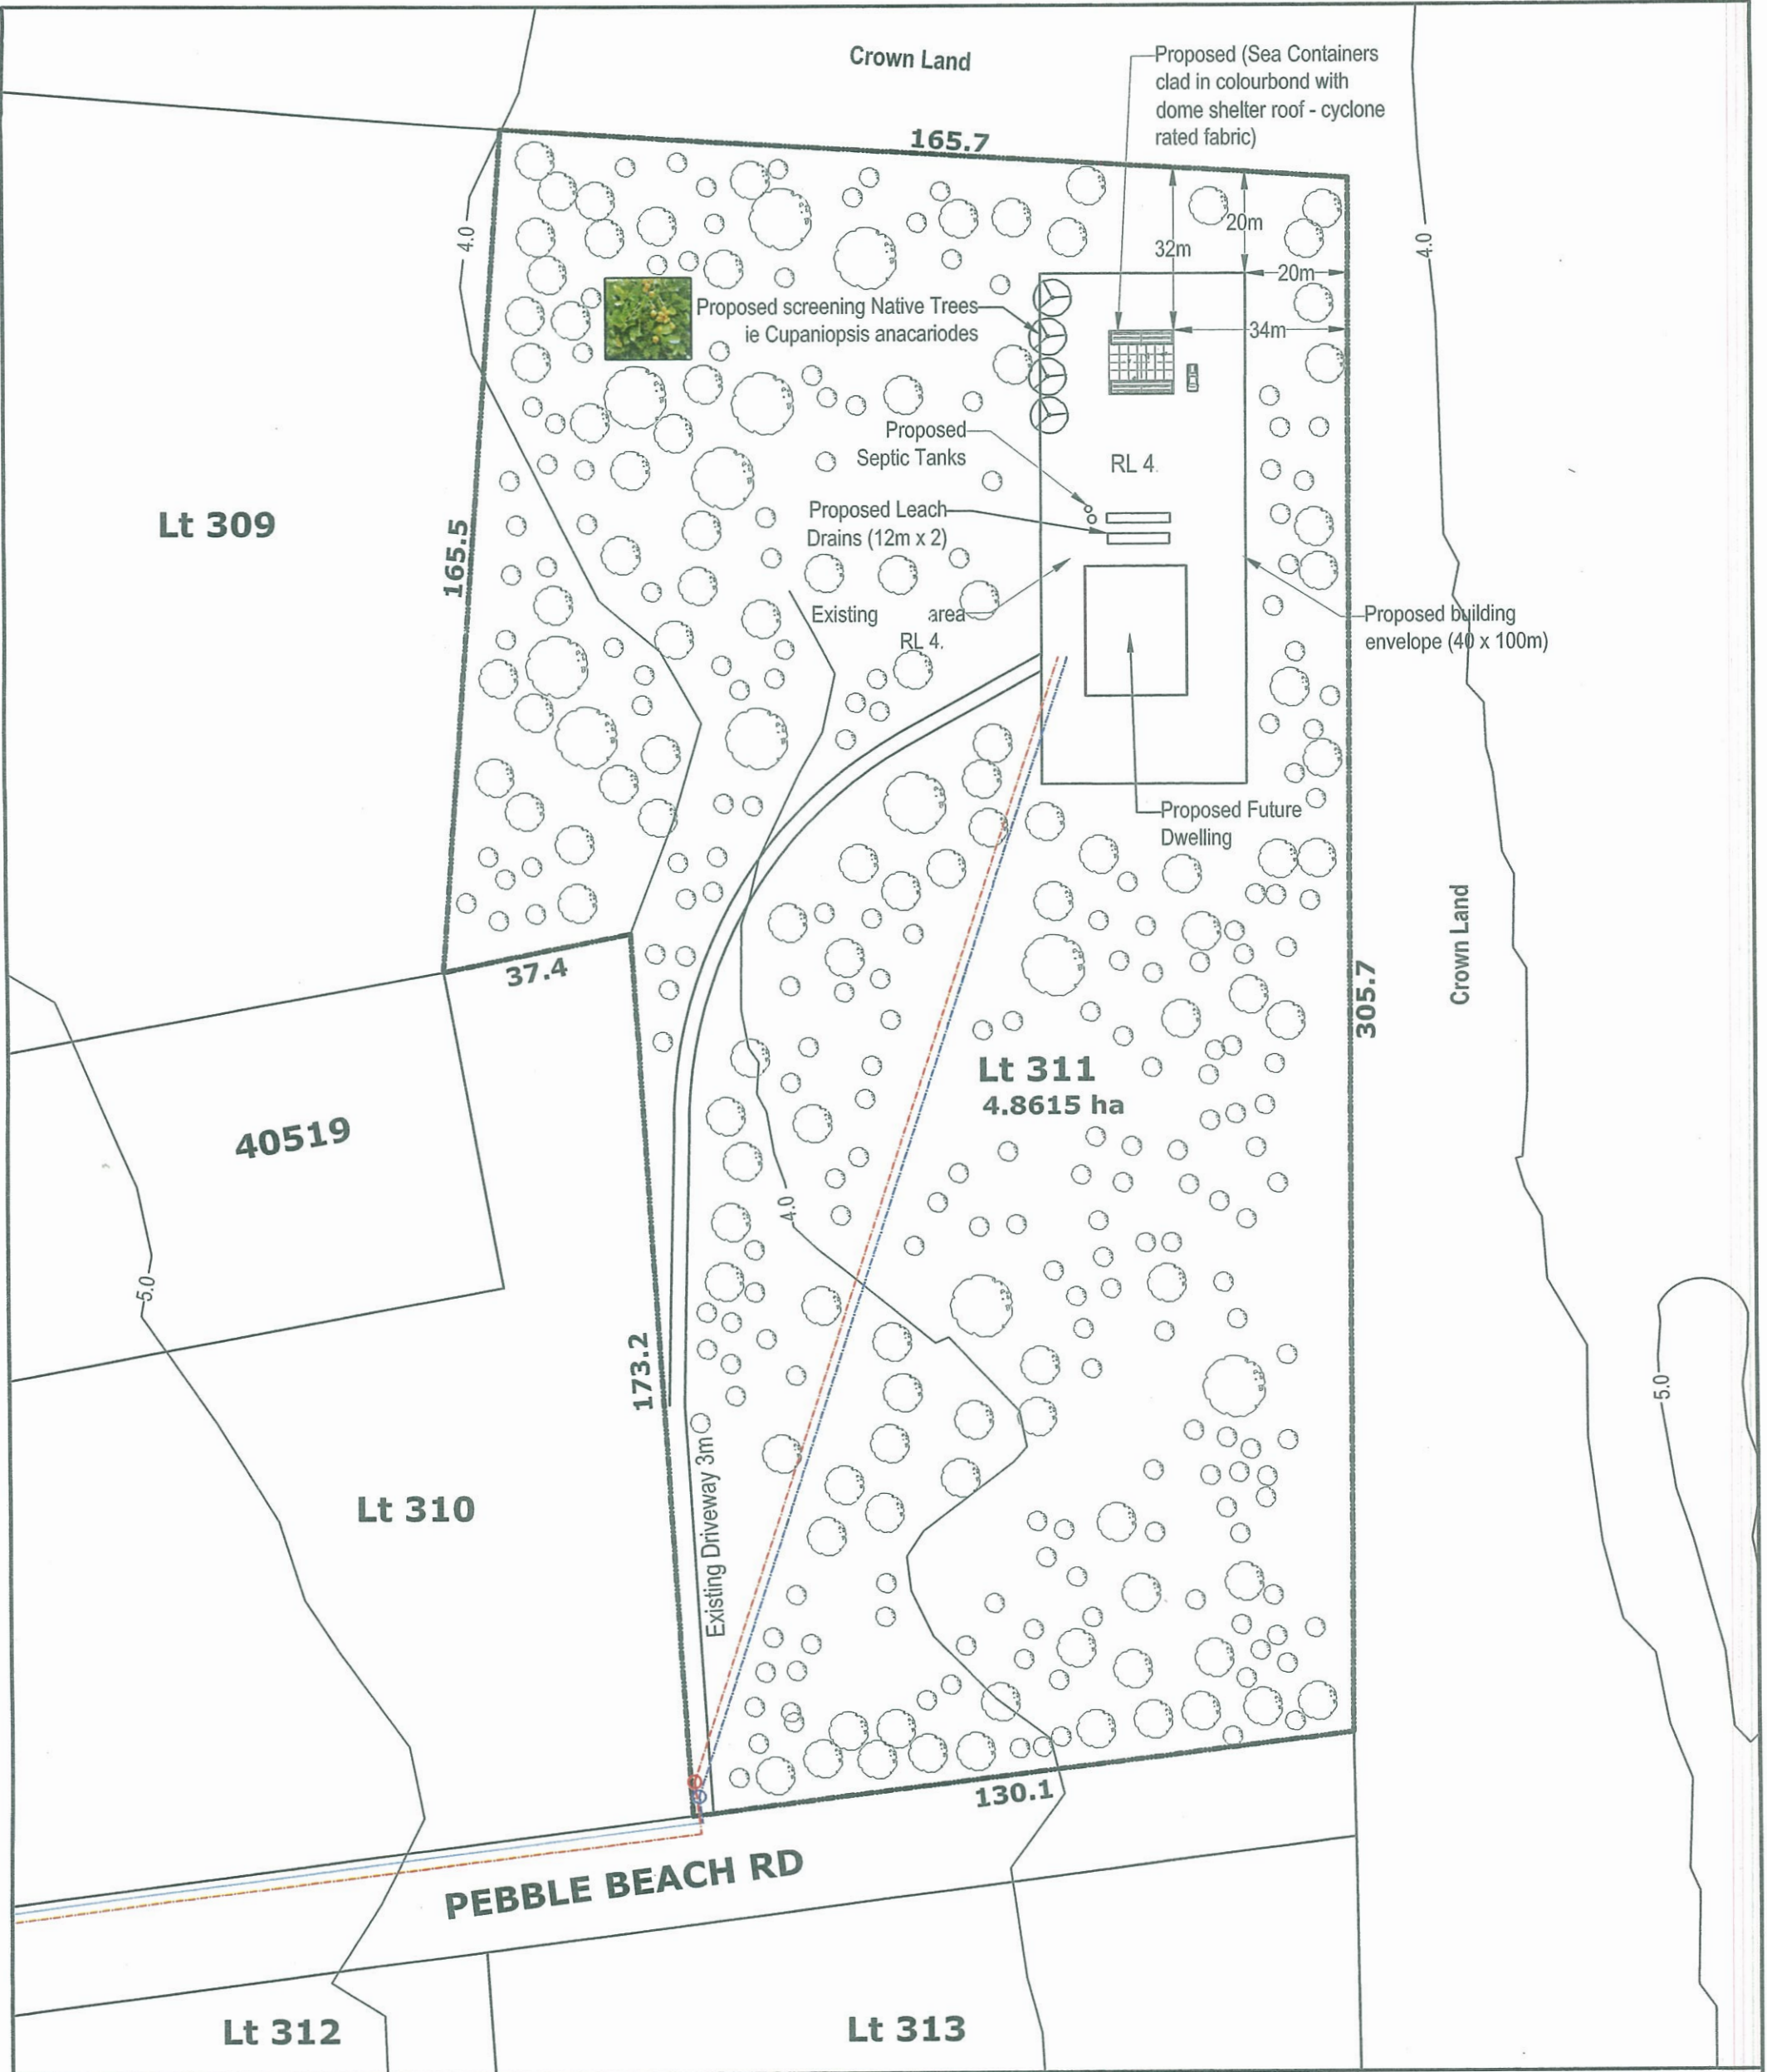 Crown Land
Proposed (Sea Containers
clad in colourbond with
dome shelter roof - cyclone
rated fabric)
165.7
20m
32m
20m
34m
4.0
4.0
Proposed screening Native Trees
ie Cupaniopsis anacariodes
Proposed
Septic Tanks
RL 4
Proposed Leach
Drains (12m x 2)
Lt 309
165.5
Existing area
RL 4.
Proposed building
envelope (40 x 100m)
Proposed Future
Dwelling
Crown Land
37.4
305.7
Lt 311
4.8615 ha
40519
4.0
5.0
173.2
5.0
Existing Driveway 3m
Lt 310
130.1
PEBBLE BEACH RD
Lt 312
Lt 313